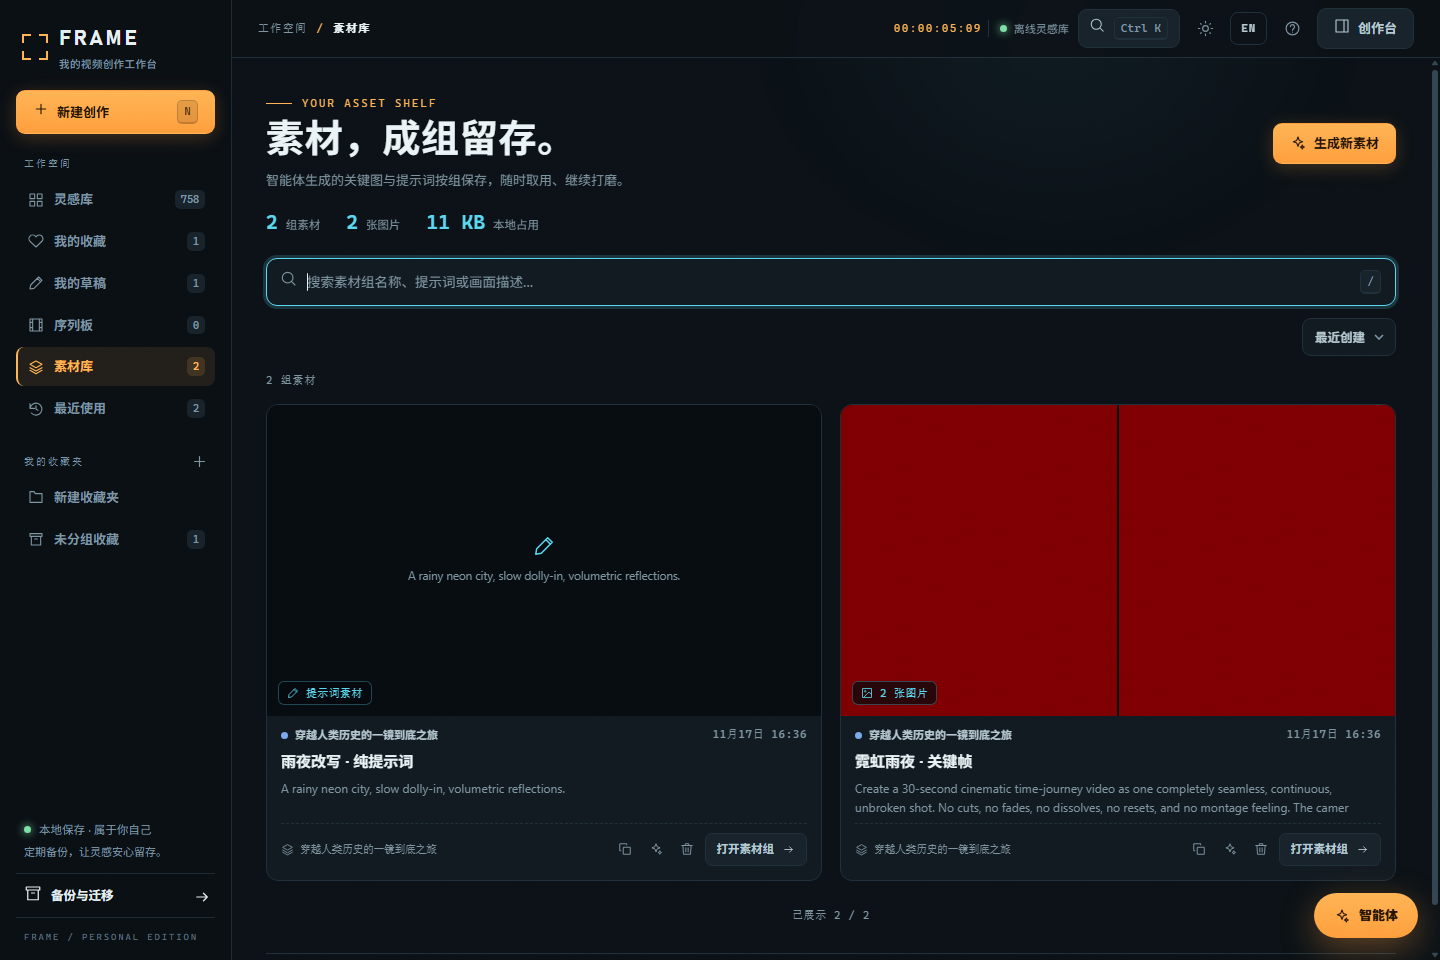 FRAME
我的视频创作工作台
新建创作 N
工作空间
灵感库 758
我的收藏 1
我的草稿 1
序列板 0
素材库 2
最近使用 2
我的收藏夹
新建收藏夹
未分组收藏 1
本地保存 · 属于你自己
定期备份，让灵感安心留存。
备份与迁移
FRAME / PERSONAL EDITION
工作空间 / 素材库
00:00:05:09
离线灵感库
Ctrl K
EN
创作台
YOUR ASSET SHELF
素材，成组留存。
智能体生成的关键图与提示词按组保存，随时取用、继续打磨。
生成新素材
2 组素材 2 张图片 11 KB 本地占用
搜索素材组名称、提示词或画面描述... /
最近创建
2 组素材
A rainy neon city, slow dolly-in, volumetric reflections.
提示词素材
穿越人类历史的一镜到底之旅 11月17日 16:36
雨夜改写 · 纯提示词
A rainy neon city, slow dolly-in, volumetric reflections.
穿越人类历史的一镜到底之旅
打开素材组
2 张图片
穿越人类历史的一镜到底之旅 11月17日 16:36
霓虹雨夜 · 关键帧
Create a 30-second cinematic time-journey video as one completely seamless, continuous,
unbroken shot. No cuts, no fades, no dissolves, no resets, and no montage feeling. The camer
穿越人类历史的一镜到底之旅
打开素材组
已展示 2 / 2
智能体